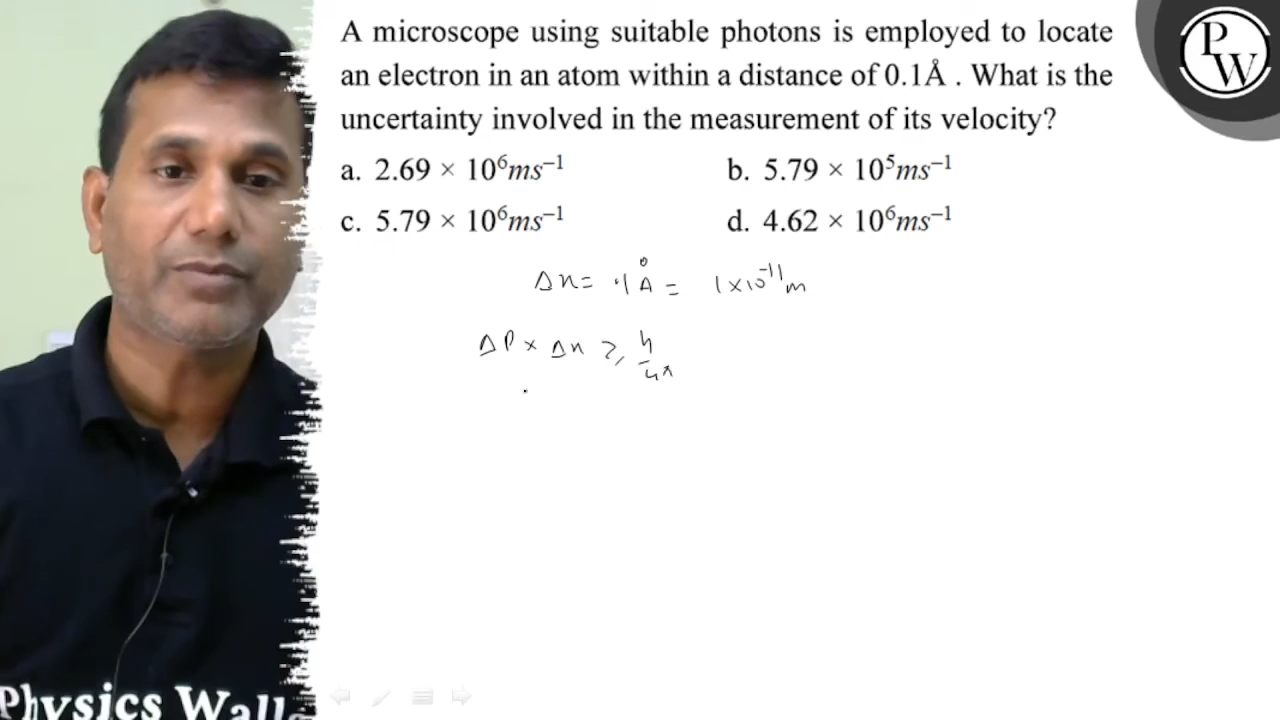 A microscope using suitable photons is employed to locate
an electron in an atom within a distance of 0.1Å . What is the
uncertainty involved in the measurement of its velocity?
a. 2.69 × 10⁶ms⁻¹ b. 5.79 × 10⁵ms⁻¹
c. 5.79 × 10⁶ms⁻¹ d. 4.62 × 10⁶ms⁻¹
Δx = .1 Å = 1×10⁻¹¹ m
ΔP × Δx ≥ h/4π
PW
Physics Walla